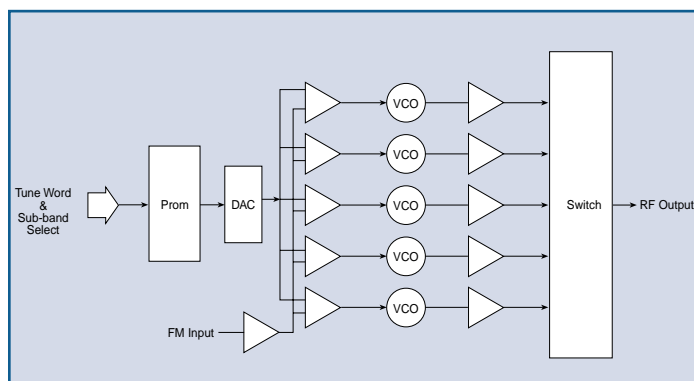 Tune Word
&
Sub-band
Select
Prom
DAC
FM Input
VCO
VCO
VCO
VCO
VCO
Switch
RF Output